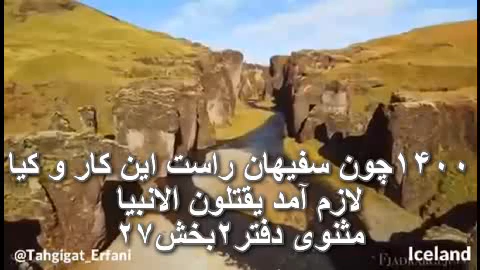 ۱۴۰۰چون سفیهان راست این کار و کیا
لازم آمد یقتلون الانبیا
مثنوی دفتر۲بخش۲۷
@Tahgigat_Erfani
Iceland